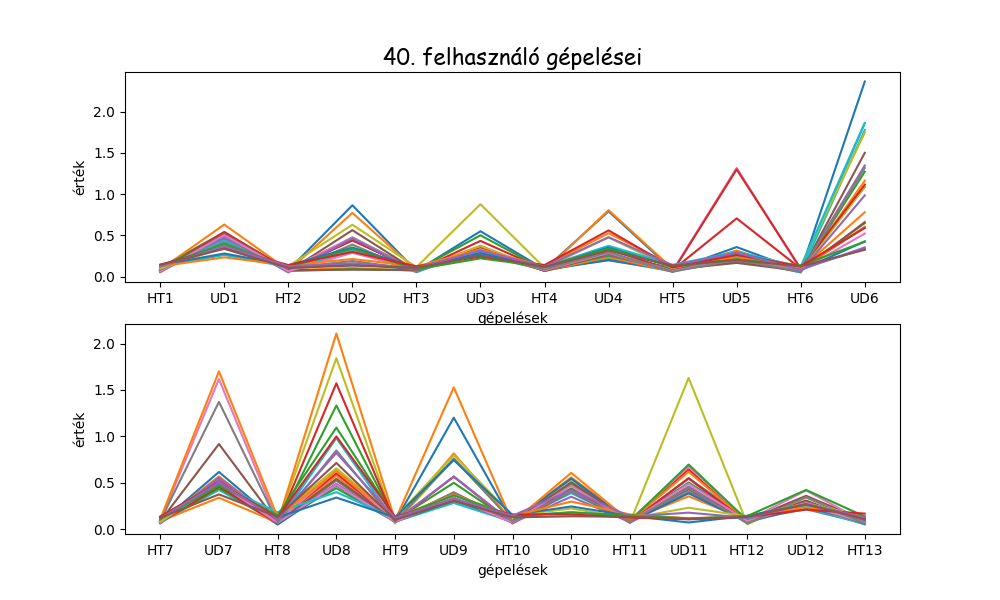 40. felhasználó gépelései
érték
2.0
1.5
1.0
0.5
0.0
HT1 UD1 HT2 UD2 HT3 UD3 HT4 UD4 HT5 UD5 HT6 UD6
gépelések
érték
2.0
1.5
1.0
0.5
0.0
HT7 UD7 HT8 UD8 HT9 UD9 HT10 UD10 HT11 UD11 HT12 UD12 HT13
gépelések